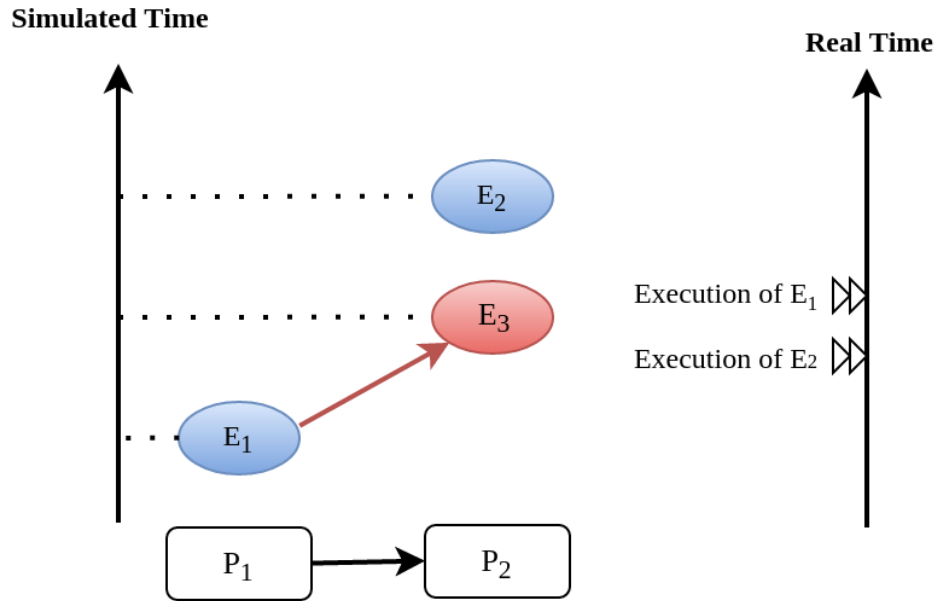 Simulated Time
Real Time
E2
Execution of E1
E3
Execution of E2
E1
P1
P2